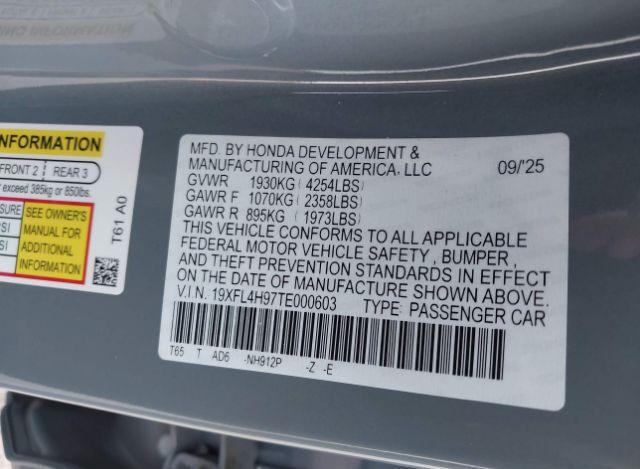 NFORMATION
FRONT 2 REAR 3
exceed 385kg or 850lbs.
SURE
SEE OWNER'S
MANUAL FOR
ADDITIONAL
INFORMATION
T61 A0
MFD. BY HONDA DEVELOPMENT &
MANUFACTURING OF AMERICA, LLC 09/'25
GVWR 1930KG (4254LBS)
GAWR F 1070KG (2358LBS)
GAWR R 895KG (1973LBS)
THIS VEHICLE CONFORMS TO ALL APPLICABLE
FEDERAL MOTOR VEHICLE SAFETY, BUMPER,
AND THEFT PREVENTION STANDARDS IN EFFECT
ON THE DATE OF MANUFACTURE SHOWN ABOVE.
V.I.N. 19XFL4H97TE000603 TYPE: PASSENGER CAR
T65 T AD6 -NH912P -Z -E